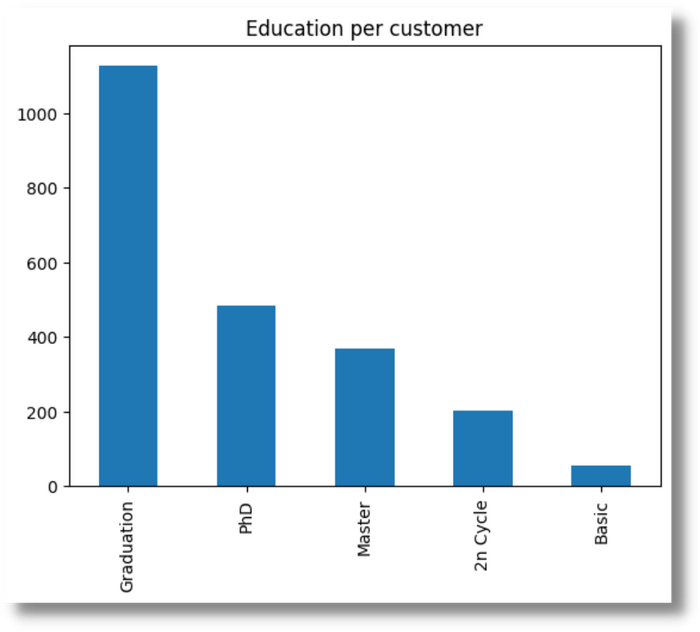 Education per customer
1000
800
600
400
200
0
Graduation
PhD
Master
2n Cycle
Basic